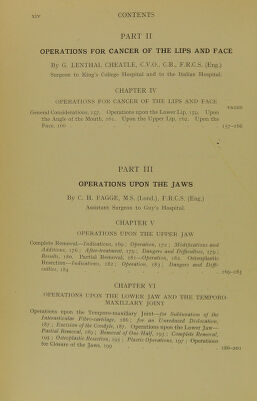 xiv CONTENTS
PART II
OPERATIONS FOR CANCER OF THE LIPS AND FACE
By G. LENTHAL CHEATLE, C.V.O., C.B., F.R.C.S. (Eng.)
Surgeon to King's College Hospital and to the Italian Hospital.
CHAPTER IV
OPERATIONS FOR CANCER OF THE LIPS AND FACE
PAGES
General Considerations, 157. Operations upon the Lower Lip, 159. Upon
the Angle of the Mouth, 161. Upon the Upper Lip, 162. Upon the
Face, 166 157–168
PART III
OPERATIONS UPON THE JAWS
By C. H. FAGGE, M.S. (Lond.), F.R.C.S. (Eng.)
Assistant Surgeon to Guy's Hospital.
CHAPTER V
OPERATIONS UPON THE UPPER JAW
Complete Removal—Indications, 169; Operation, 172; Modifications and
Additions, 176; After-treatment, 179; Dangers and Difficulties, 179;
Results, 180. Partial Removal, 181—Operation, 181. Osteoplastic
Resection—Indications, 182; Operation, 183; Dangers and Diffi-
culties, 184 169–185
CHAPTER VI
OPERATIONS UPON THE LOWER JAW AND THE TEMPORO-
MAXILLARY JOINT
Operations upon the Temporo-maxillary Joint—for Subluxation of the
Interarticular Fibro-cartilage, 186; for an Unreduced Dislocation,
187; Excision of the Condyle, 187. Operations upon the Lower Jaw—
Partial Removal, 189; Removal of One Half, 193; Complete Removal,
195; Osteoplastic Resection, 195; Plastic Operations, 197; Operations
for Closure of the Jaws, 199 186–201